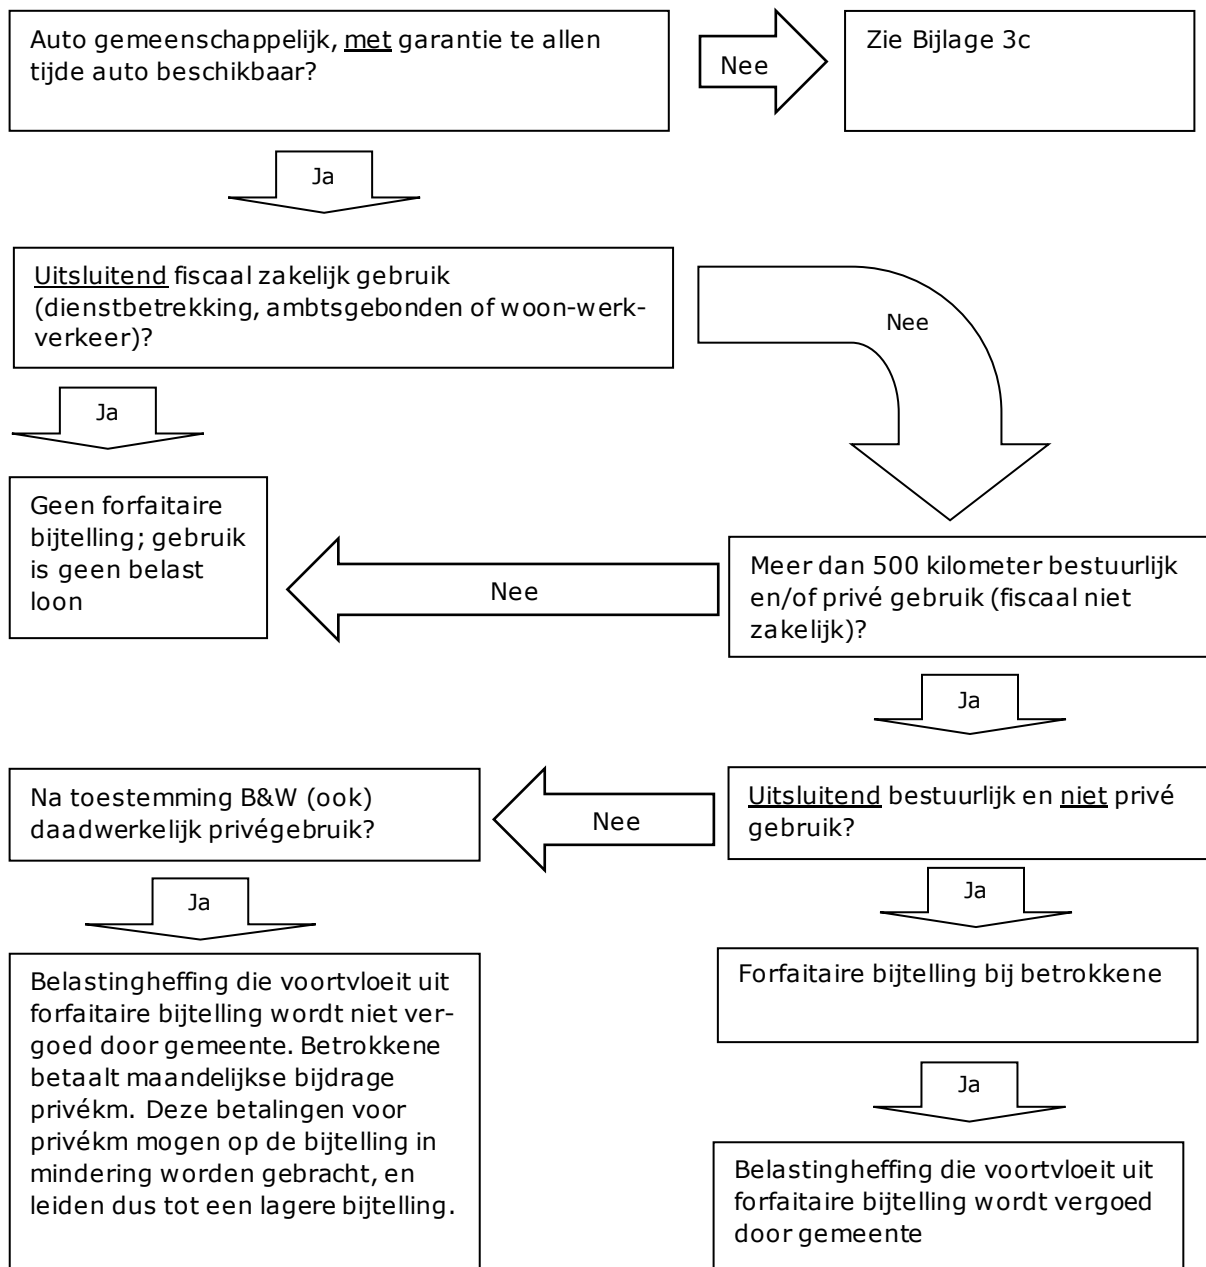 Auto gemeenschappelijk, met garantie te allen
tijde auto beschikbaar?
Nee
Zie Bijlage 3c
Ja
Uitsluitend fiscaal zakelijk gebruik
(dienstbetrekking, ambtsgebonden of woon-werk-
verkeer)?
Nee
Ja
Geen forfaitaire
bijtelling; gebruik
is geen belast
loon
Nee
Meer dan 500 kilometer bestuurlijk
en/of privé gebruik (fiscaal niet
zakelijk)?
Ja
Na toestemming B&W (ook)
daadwerkelijk privégebruik?
Nee
Uitsluitend bestuurlijk en niet privé
gebruik?
Ja
Ja
Belastingheffing die voortvloeit uit
forfaitaire bijtelling wordt niet ver-
goed door gemeente. Betrokkene
betaalt maandelijkse bijdrage
privékm. Deze betalingen voor
privékm mogen op de bijtelling in
mindering worden gebracht, en
leiden dus tot een lagere bijtelling.
Forfaitaire bijtelling bij betrokkene
Ja
Belastingheffing die voortvloeit uit
forfaitaire bijtelling wordt vergoed
door gemeente